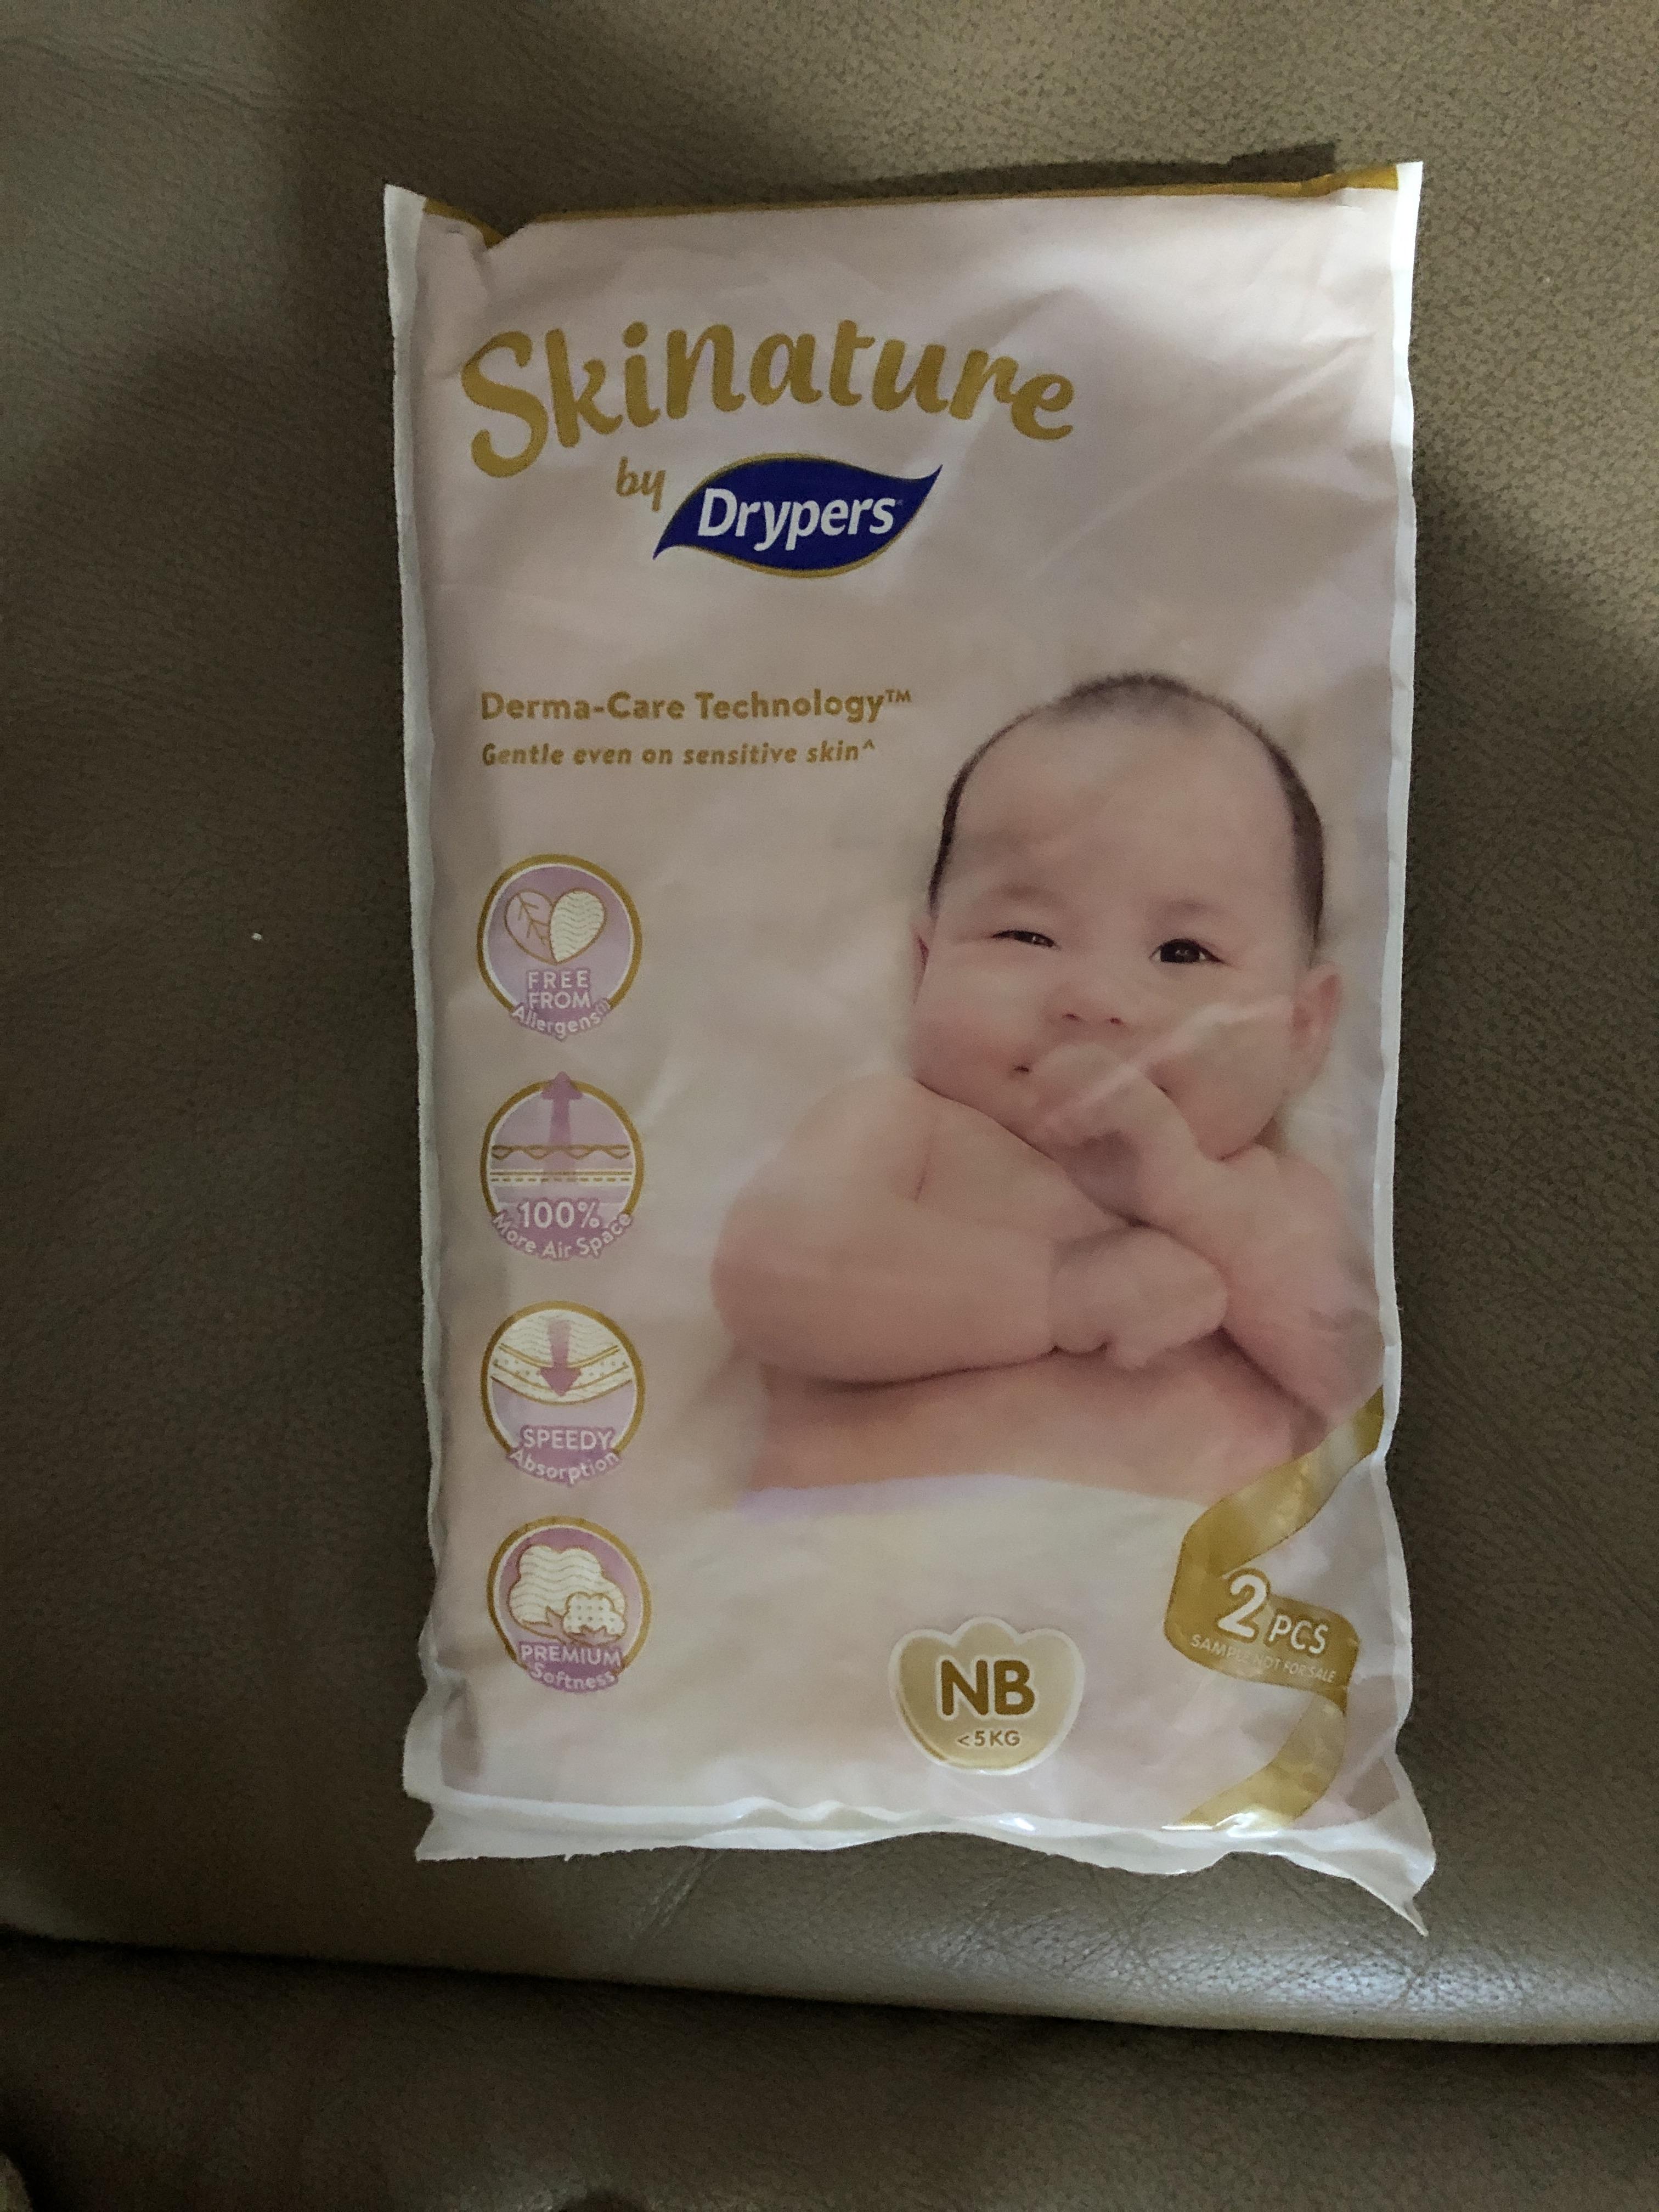 Skinature
by Drypers
Derma-Care Technology™
Gentle even on sensitive skin^
FREE
FROM
Allergens
100%
More Air Space
SPEEDY
Absorption
PREMIUM
Softness
2 PCS
SAMPLE NOT FOR SALE
NB
<5KG